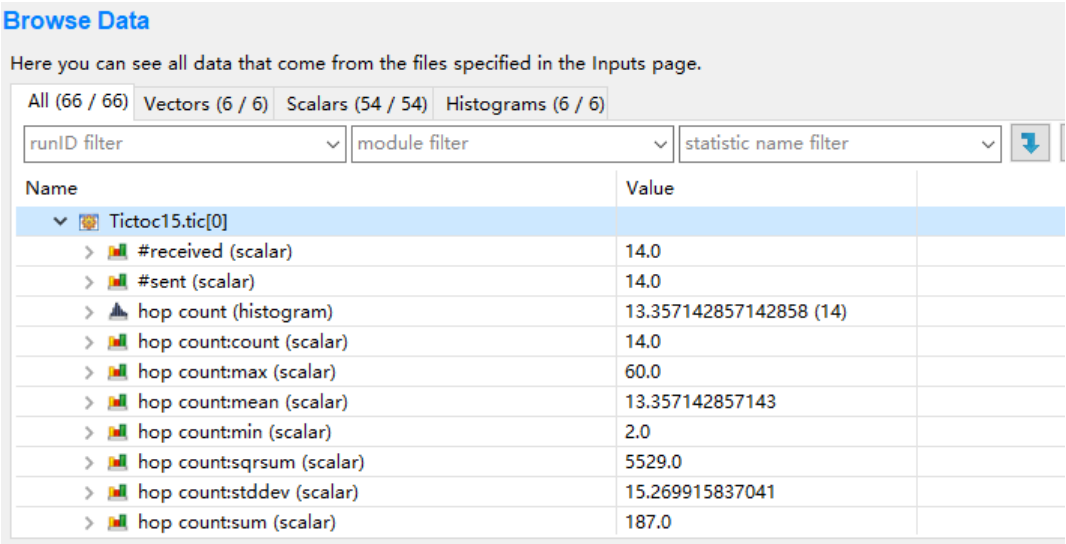 Browse Data
Here you can see all data that come from the files specified in the Inputs page.
All (66 / 66) Vectors (6 / 6) Scalars (54 / 54) Histograms (6 / 6)
runID filter module filter statistic name filter
Name Value
Tictoc15.tic[0]
#received (scalar) 14.0
#sent (scalar) 14.0
hop count (histogram) 13.357142857142858 (14)
hop count:count (scalar) 14.0
hop count:max (scalar) 60.0
hop count:mean (scalar) 13.357142857143
hop count:min (scalar) 2.0
hop count:sqrsum (scalar) 5529.0
hop count:stddev (scalar) 15.269915837041
hop count:sum (scalar) 187.0